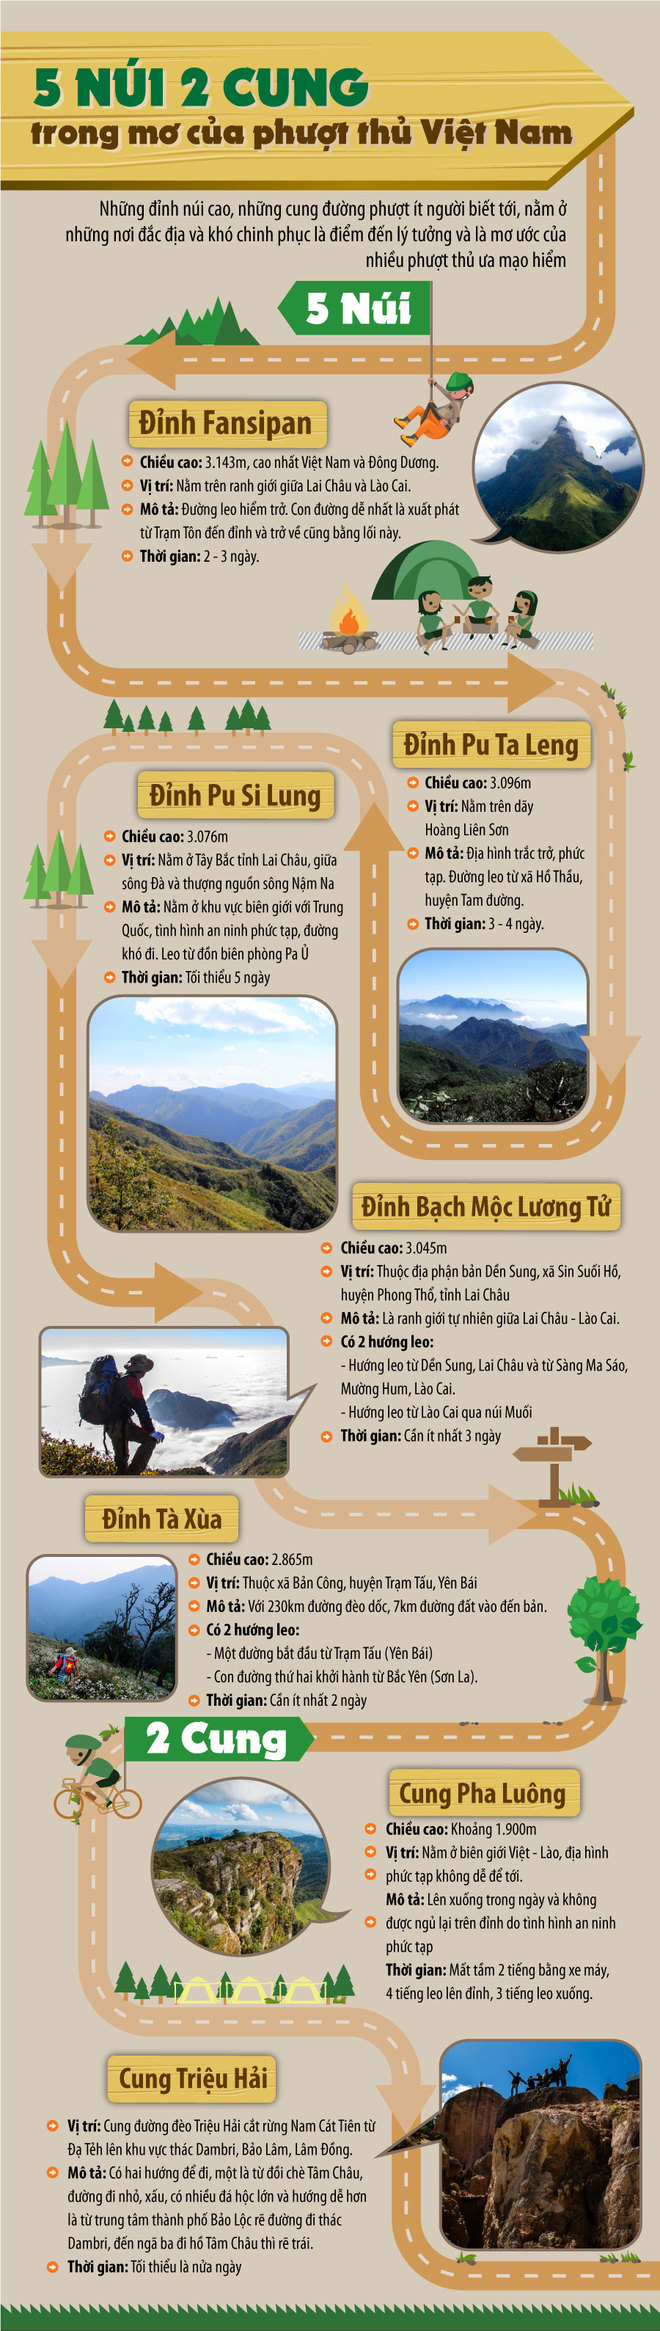 5 NÚI 2 CUNG
trong mơ của phượt thủ Việt Nam
Những đỉnh núi cao, những cung đường phượt ít người biết tới, nằm ở
những nơi đắc địa và khó chinh phục là điểm đến lý tưởng và là mơ ước của
nhiều phượt thủ ưa mạo hiểm
5 Núi
Đỉnh Fansipan
Chiều cao: 3.143m, cao nhất Việt Nam và Đông Dương.
Vị trí: Nằm trên ranh giới giữa Lai Châu và Lào Cai.
Mô tả: Đường leo hiểm trở. Con đường dễ nhất là xuất phát
từ Trạm Tôn đến đỉnh và trở về cũng bằng lối này.
Thời gian: 2 - 3 ngày.
Đỉnh Pu Ta Leng
Chiều cao: 3.096m
Vị trí: Nằm trên dãy
Hoàng Liên Sơn
Mô tả: Địa hình trắc trở, phức
tạp. Đường leo từ xã Hồ Thầu,
huyện Tam đường.
Thời gian: 3 - 4 ngày.
Đỉnh Pu Si Lung
Chiều cao: 3.076m
Vị trí: Nằm ở Tây Bắc tỉnh Lai Châu, giữa
sông Đà và thượng nguồn sông Nậm Na
Mô tả: Nằm ở khu vực biên giới với Trung
Quốc, tình hình an ninh phức tạp, đường
khó đi. Leo từ đồn biên phòng Pa Ủ
Thời gian: Tối thiểu 5 ngày
Đỉnh Bạch Mộc Lương Tử
Chiều cao: 3.045m
Vị trí: Thuộc địa phận bản Dền Sung, xã Sin Suối Hồ,
huyện Phong Thổ, tỉnh Lai Châu
Mô tả: Là ranh giới tự nhiên giữa Lai Châu - Lào Cai.
Có 2 hướng leo:
- Hướng leo từ Dền Sung, Lai Châu và từ Sàng Ma Sáo,
Mường Hum, Lào Cai.
- Hướng leo từ Lào Cai qua núi Muối
Thời gian: Cần ít nhất 3 ngày
Đỉnh Tà Xùa
Chiều cao: 2.865m
Vị trí: Thuộc xã Bản Công, huyện Trạm Tấu, Yên Bái
Mô tả: Với 230km đường đèo dốc, 7km đường đất vào đến bản.
Có 2 hướng leo:
- Một đường bắt đầu từ Trạm Tấu (Yên Bái)
- Con đường thứ hai khởi hành từ Bắc Yên (Sơn La).
Thời gian: Cần ít nhất 2 ngày
2 Cung
Cung Pha Luông
Chiều cao: Khoảng 1.900m
Vị trí: Nằm ở biên giới Việt - Lào, địa hình
phức tạp không dễ để tới.
Mô tả: Lên xuống trong ngày và không
được ngủ lại trên đỉnh do tình hình an ninh
phức tạp
Thời gian: Mất tầm 2 tiếng bằng xe máy,
4 tiếng leo lên đỉnh, 3 tiếng leo xuống.
Cung Triệu Hải
Vị trí: Cung đường đèo Triệu Hải cắt rừng Nam Cát Tiên từ
Đạ Tẻh lên khu vực thác Dambri, Bảo Lâm, Lâm Đồng.
Mô tả: Có hai hướng để đi, một là từ đồi chè Tâm Châu,
đường đi nhỏ, xấu, có nhiều đá hộc lớn và hướng dễ hơn
là từ trung tâm thành phố Bảo Lộc rẽ đường đi thác
Dambri, đến ngã ba đi hồ Tâm Châu thì rẽ trái.
Thời gian: Tối thiểu là nửa ngày